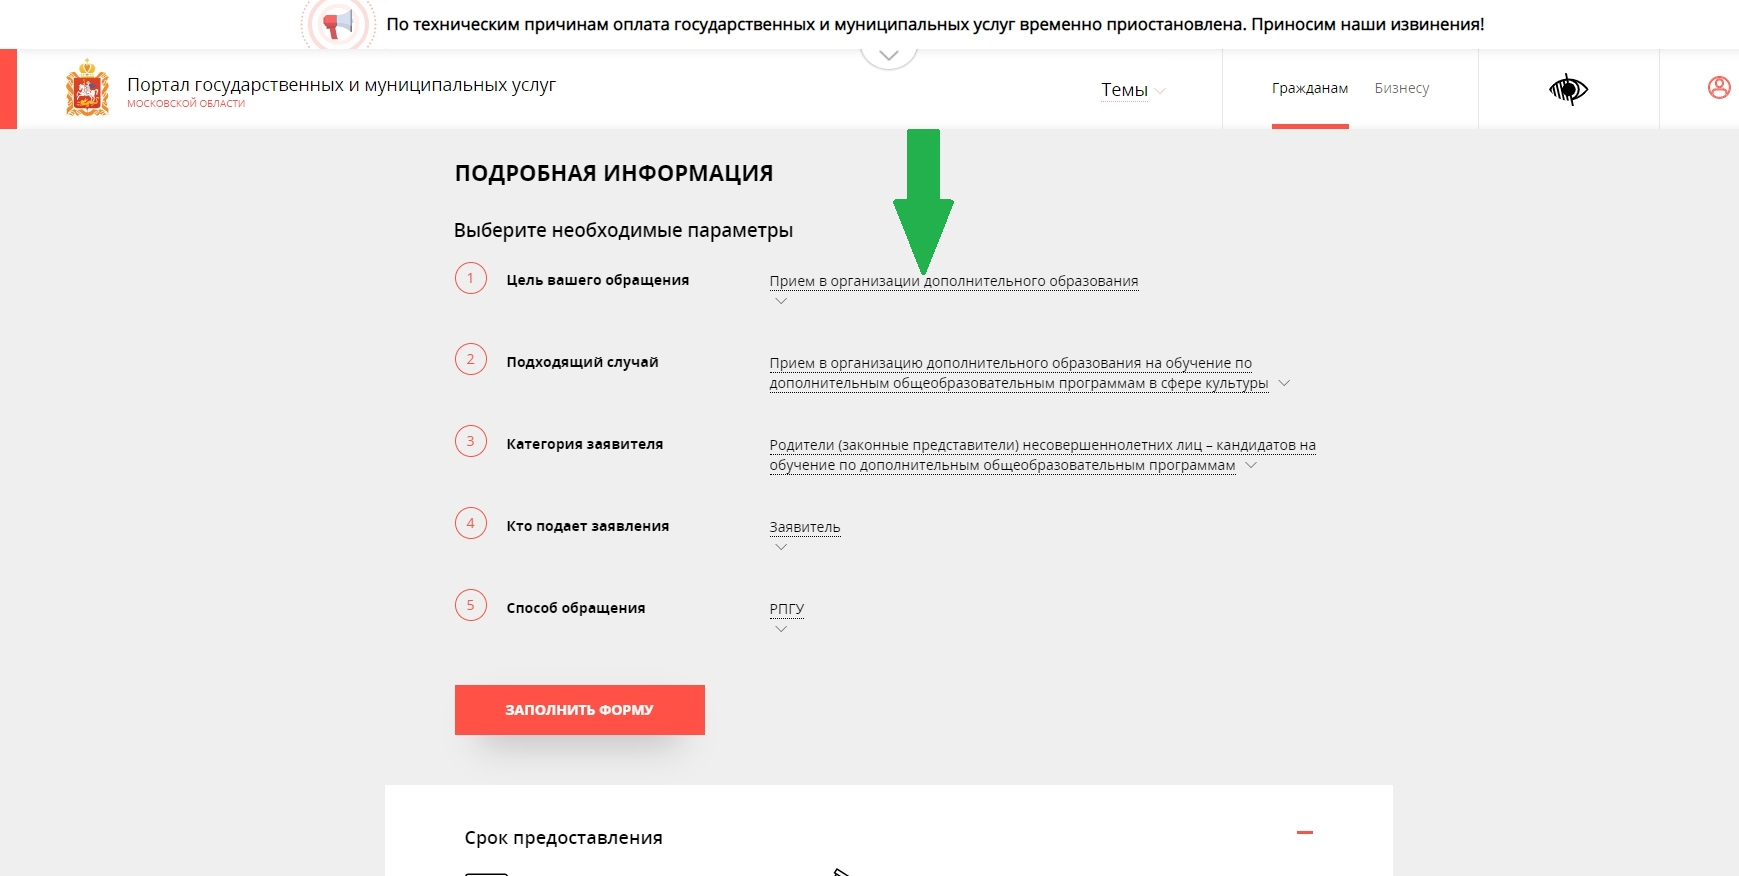 По техническим причинам оплата государственных и муниципальных услуг временно приостановлена. Приносим наши извинения!
Портал государственных и муниципальных услуг
МОСКОВСКОЙ ОБЛАСТИ
Темы
Гражданам
Бизнесу
ПОДРОБНАЯ ИНФОРМАЦИЯ
Выберите необходимые параметры
1 Цель вашего обращения
Прием в организации дополнительного образования
2 Подходящий случай
Прием в организацию дополнительного образования на обучение по
дополнительным общеобразовательным программам в сфере культуры
3 Категория заявителя
Родители (законные представители) несовершеннолетних лиц – кандидатов на
обучение по дополнительным общеобразовательным программам
4 Кто подает заявления
Заявитель
5 Способ обращения
РПГУ
ЗАПОЛНИТЬ ФОРМУ
Срок предоставления